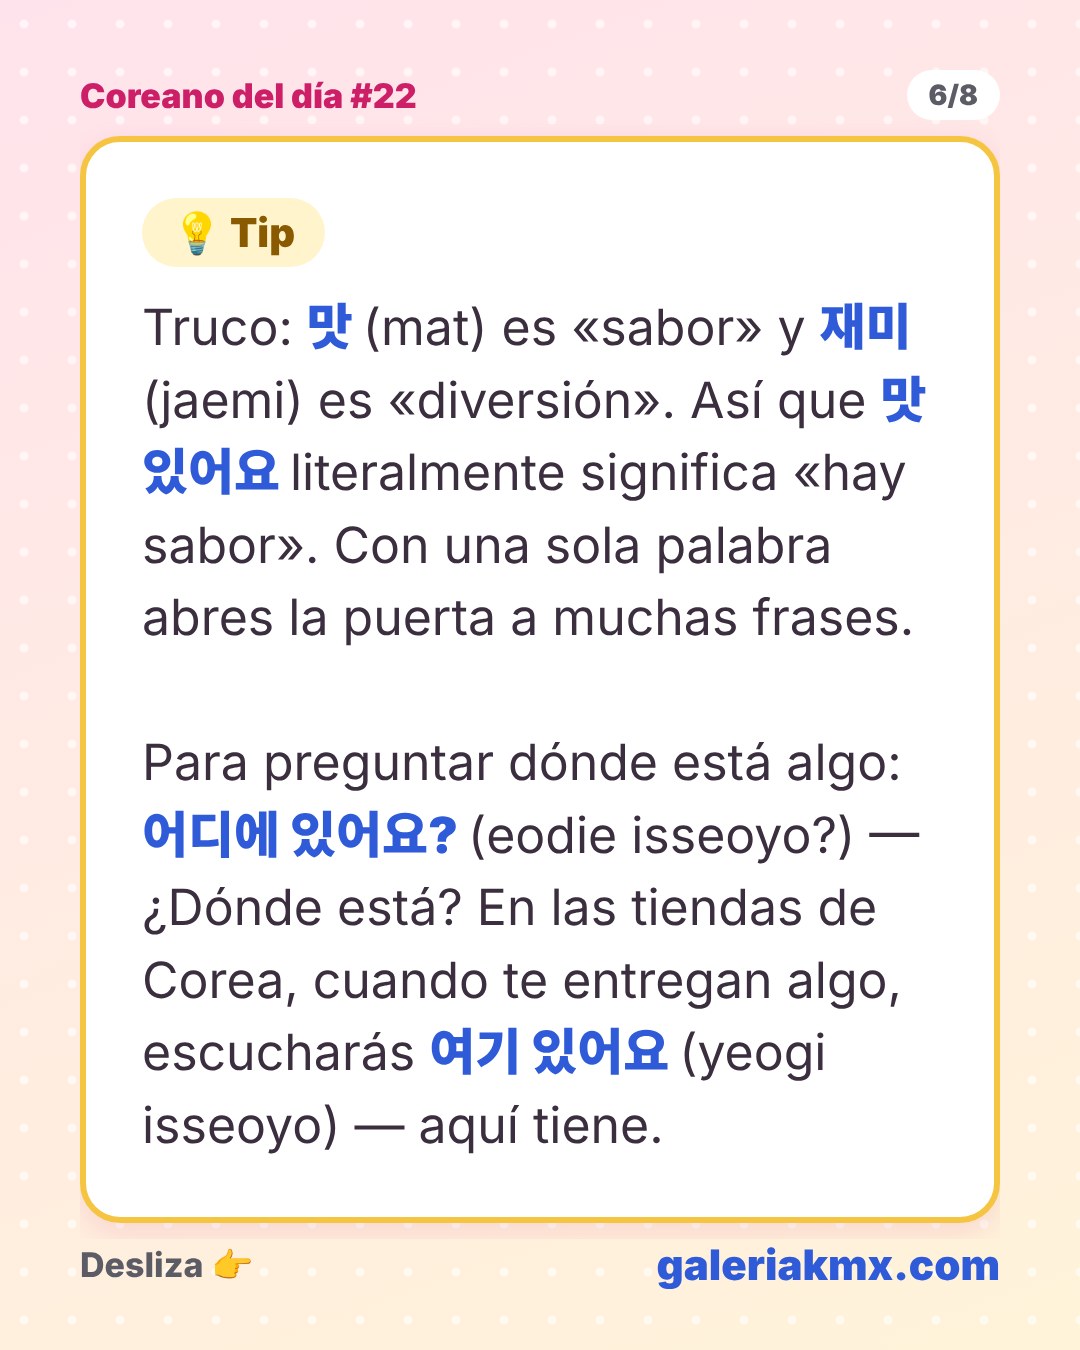 Coreano del día #22
6/8
💡 Tip
Truco: 맛 (mat) es «sabor» y 재미
(jaemi) es «diversión». Así que 맛
있어요 literalmente significa «hay
sabor». Con una sola palabra
abres la puerta a muchas frases.
Para preguntar dónde está algo:
어디에 있어요? (eodie isseoyo?) —
¿Dónde está? En las tiendas de
Corea, cuando te entregan algo,
escucharás 여기 있어요 (yeogi
isseoyo) — aquí tiene.
Desliza 👉
galeriakmx.com